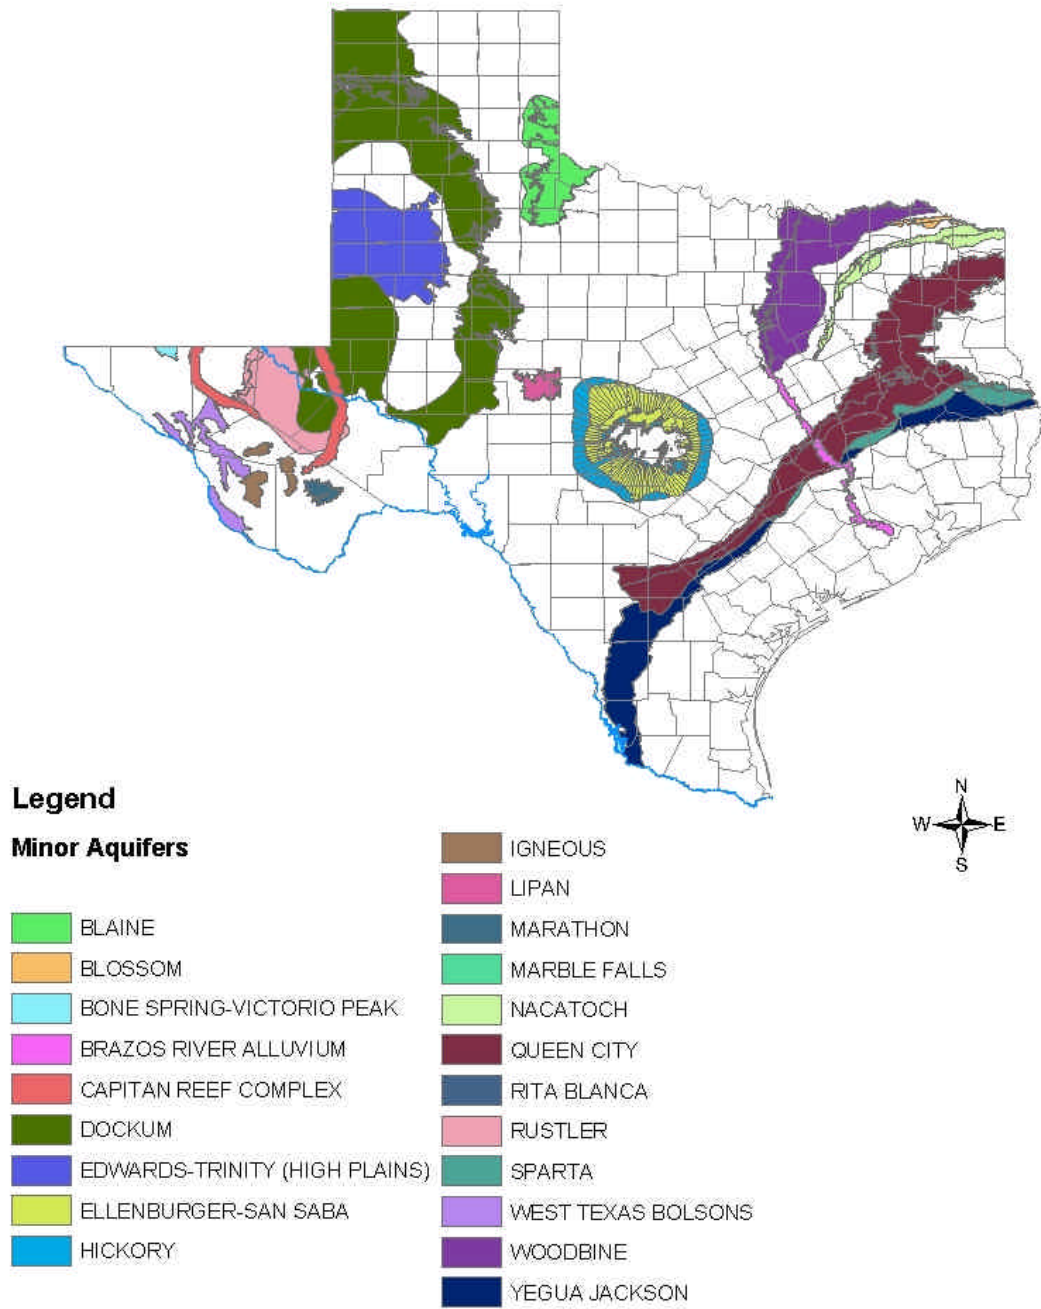 Legend
Minor Aquifers
BLAINE
BLOSSOM
BONE SPRING-VICTORIO PEAK
BRAZOS RIVER ALLUVIUM
CAPITAN REEF COMPLEX
DOCKUM
EDWARDS-TRINITY (HIGH PLAINS)
ELLENBURGER-SAN SABA
HICKORY
IGNEOUS
LIPAN
MARATHON
MARBLE FALLS
NACATOCH
QUEEN CITY
RITA BLANCA
RUSTLER
SPARTA
WEST TEXAS BOLSONS
WOODBINE
YEGUA JACKSON
N
W E
S